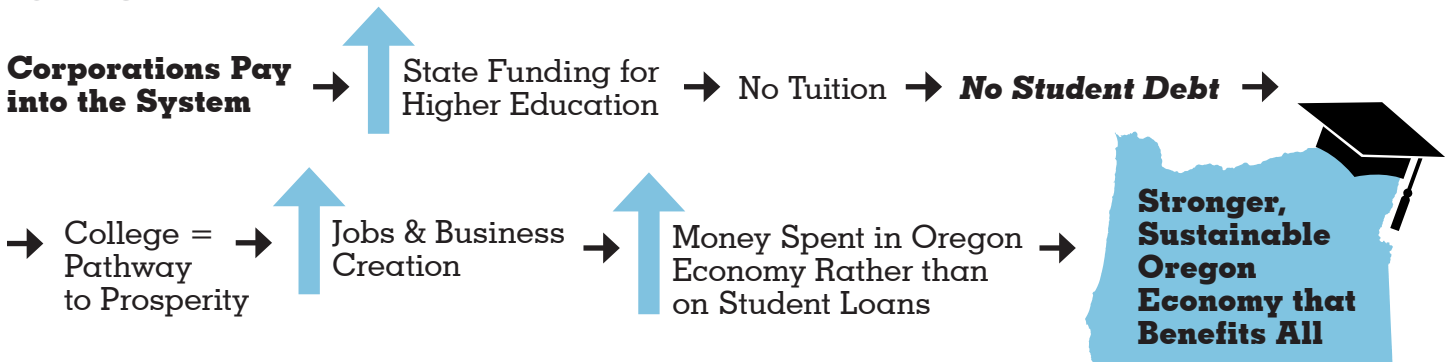 Corporations Pay
into the System
State Funding for
Higher Education
No Tuition
No Student Debt
College =
Pathway
to Prosperity
Jobs & Business
Creation
Money Spent in Oregon
Economy Rather than
on Student Loans
Stronger,
Sustainable
Oregon
Economy that
Benefits All